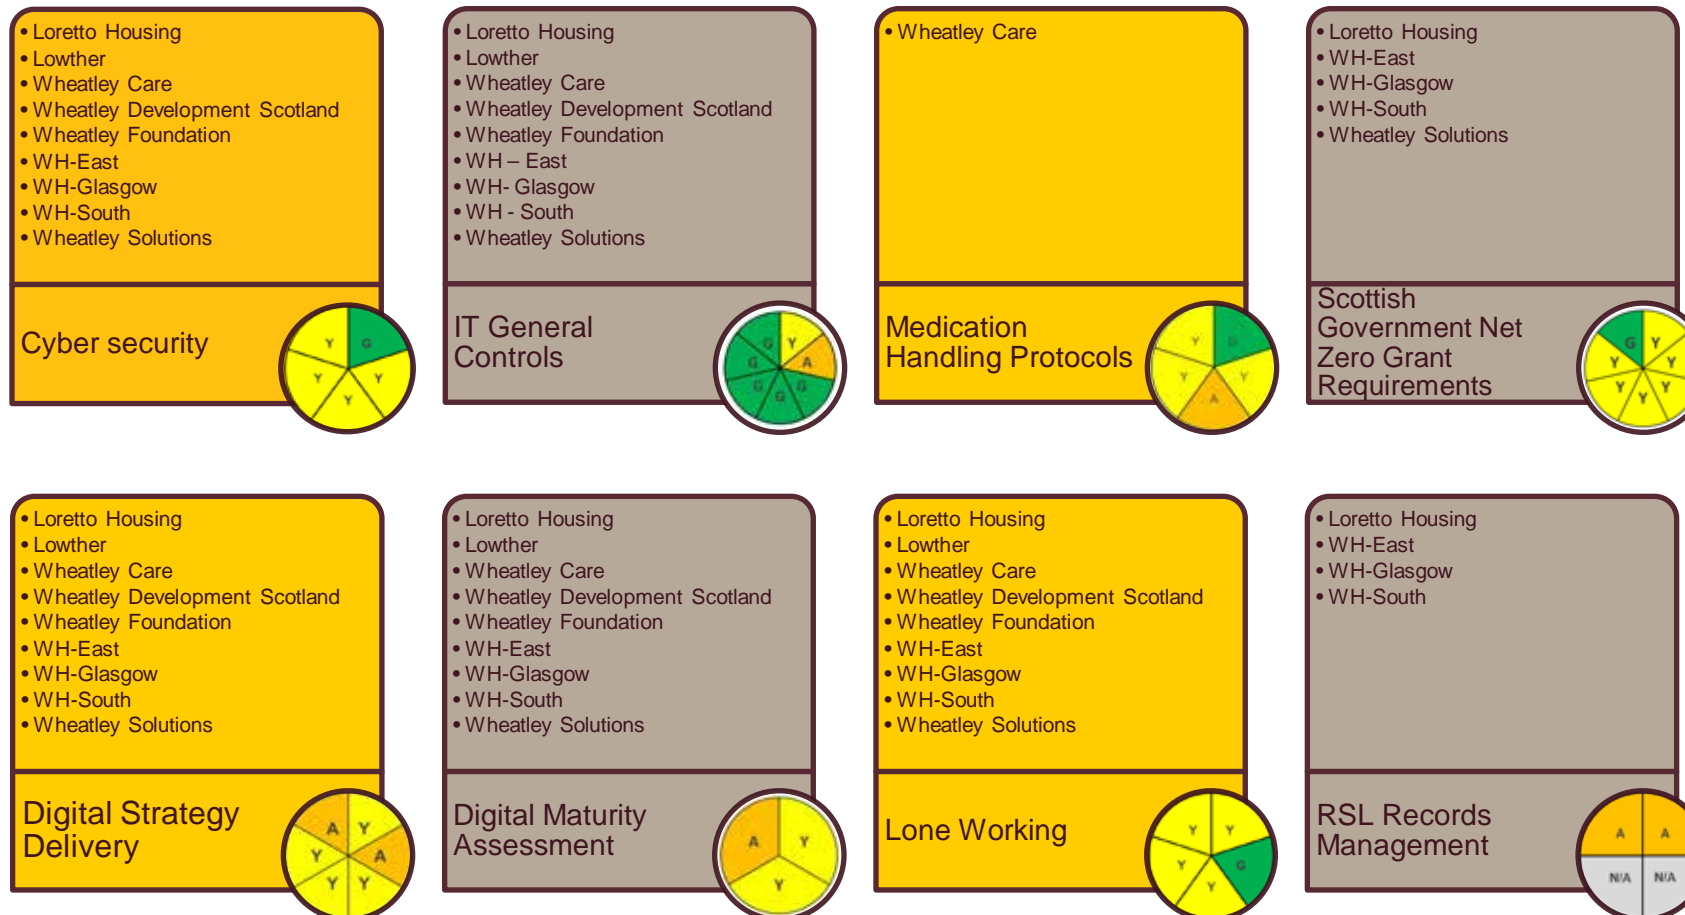 • Loretto Housing
• Lowther
• Wheatley Care
• Wheatley Development Scotland
• Wheatley Foundation
• WH-East
• WH-Glasgow
• WH-South
• Wheatley Solutions
Cyber security
Y
G
Y
Y
Y
• Loretto Housing
• Lowther
• Wheatley Care
• Wheatley Development Scotland
• Wheatley Foundation
• WH – East
• WH- Glasgow
• WH - South
• Wheatley Solutions
IT General
Controls
G
Y
G
A
G
G
G
• Wheatley Care
Medication
Handling Protocols
Y
G
Y
Y
A
• Loretto Housing
• WH-East
• WH-Glasgow
• WH-South
• Wheatley Solutions
Scottish
Government Net
Zero Grant
Requirements
G
Y
Y
Y
Y
Y
Y
• Loretto Housing
• Lowther
• Wheatley Care
• Wheatley Development Scotland
• Wheatley Foundation
• WH-East
• WH-Glasgow
• WH-South
• Wheatley Solutions
Digital Strategy
Delivery
A
Y
Y
A
Y
Y
• Loretto Housing
• Lowther
• Wheatley Care
• Wheatley Development Scotland
• Wheatley Foundation
• WH-East
• WH-Glasgow
• WH-South
• Wheatley Solutions
Digital Maturity
Assessment
A
Y
Y
• Loretto Housing
• Lowther
• Wheatley Care
• Wheatley Development Scotland
• Wheatley Foundation
• WH-East
• WH-Glasgow
• WH-South
• Wheatley Solutions
Lone Working
Y
Y
Y
G
Y
• Loretto Housing
• WH-East
• WH-Glasgow
• WH-South
RSL Records
Management
A
A
N/A
N/A